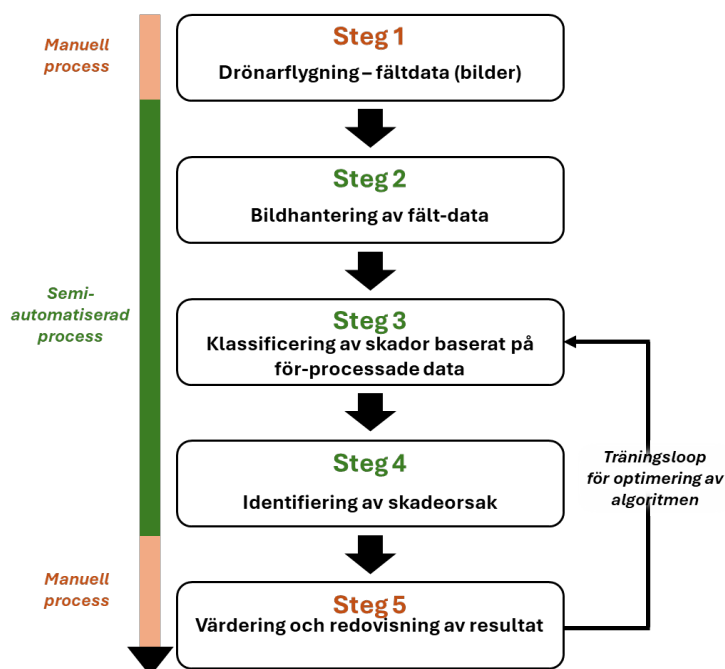 Manuell
process
Steg 1
Drönarflygning – fältdata (bilder)
Steg 2
Bildhantering av fält-data
Semi-
automatiserad
process
Steg 3
Klassificering av skador baserat på
för-processade data
Steg 4
Identifiering av skadeorsak
Träningsloop
för optimering av
algoritmen
Manuell
process
Steg 5
Värdering och redovisning av resultat